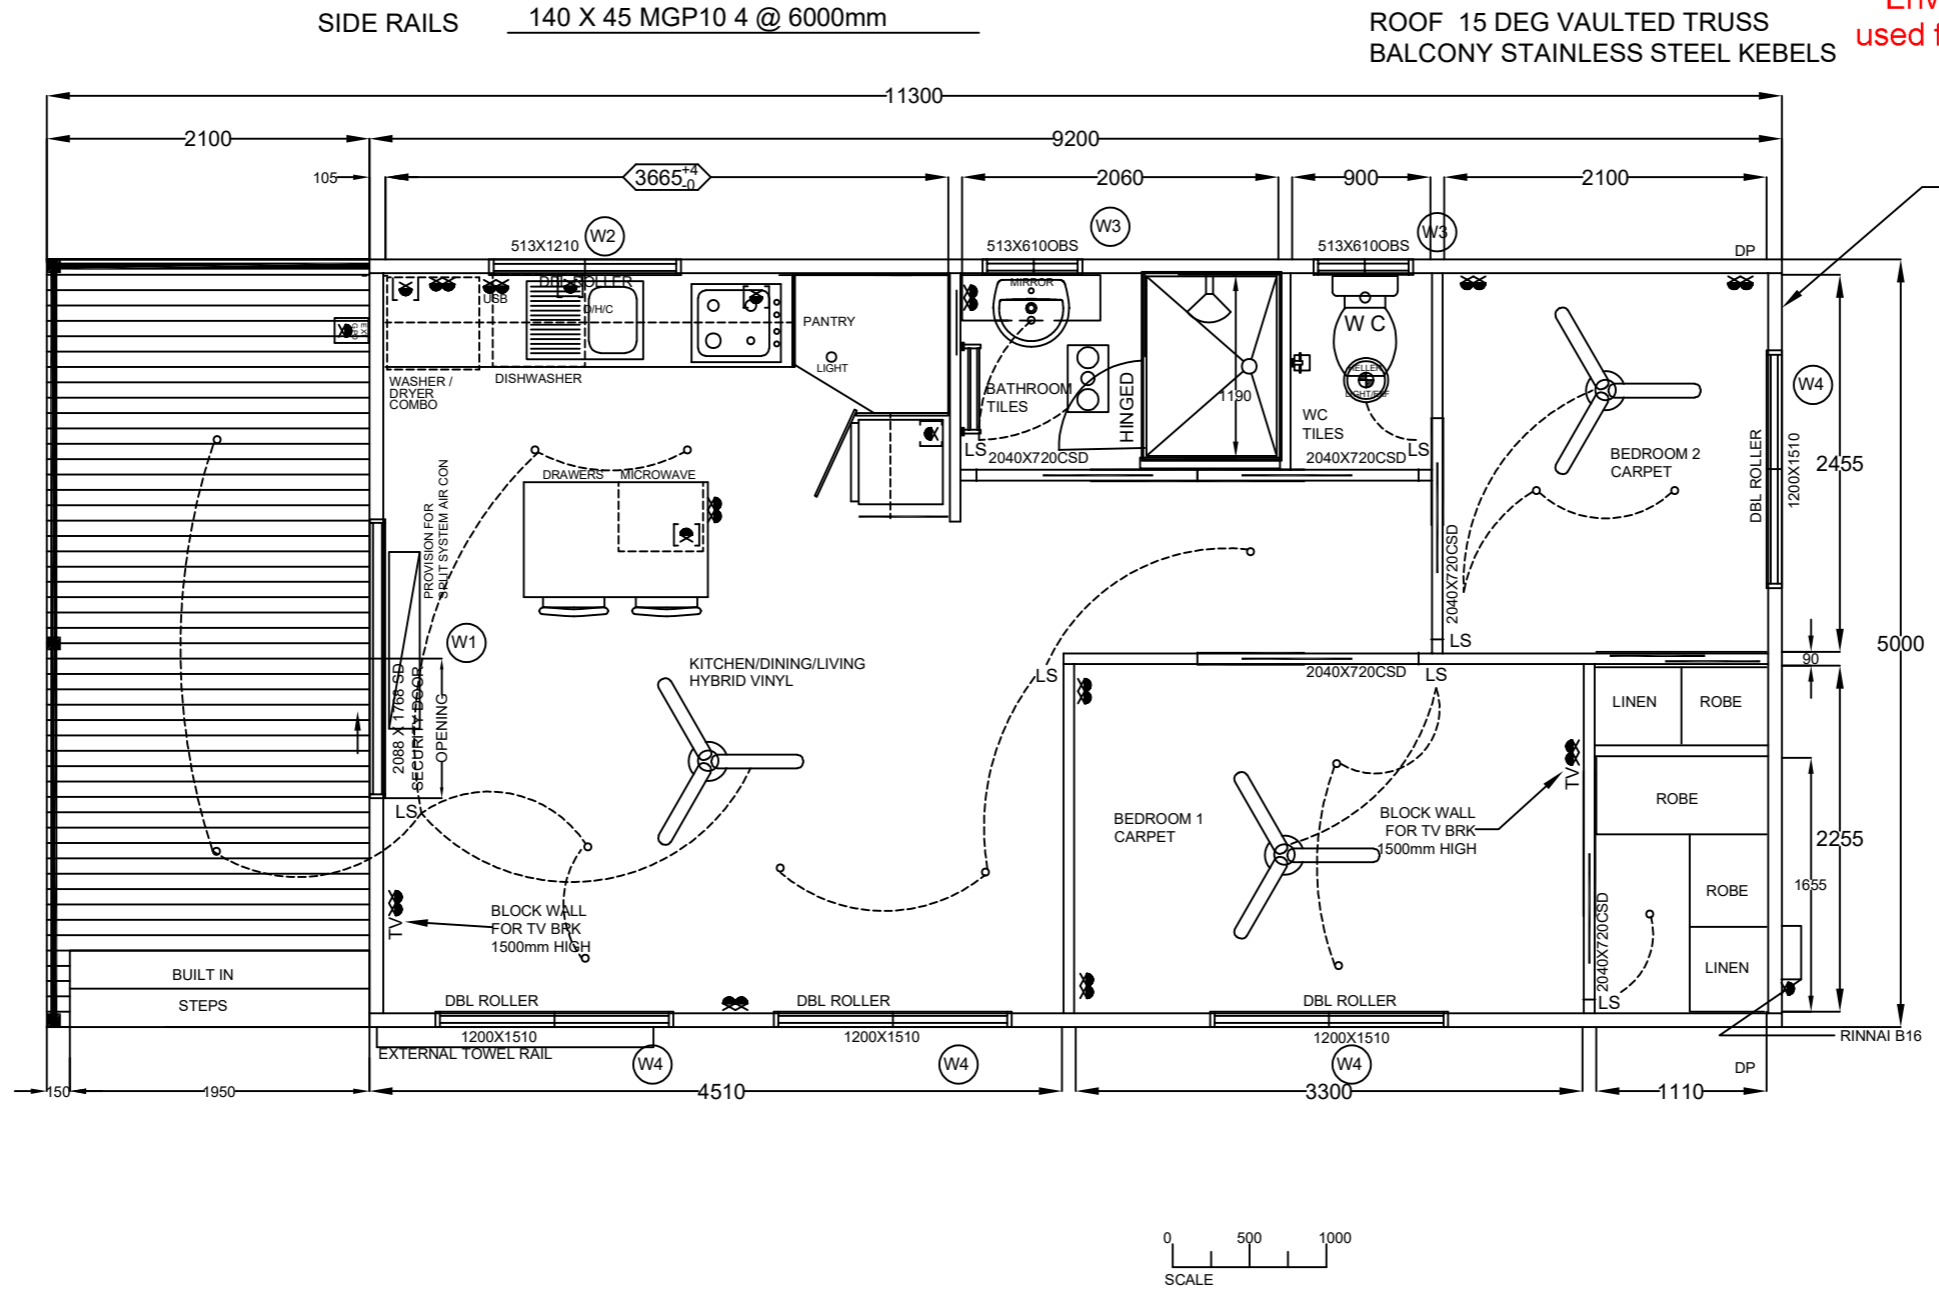 SIDE RAILS 140 X 45 MGP10 4 @ 6000mm
ROOF 15 DEG VAULTED TRUSS
BALCONY STAINLESS STEEL KEBELS
used f
11300
2100
9200
105
3665 +4 -0
2060
900
2100
W2
W3
W3
513X1210
513X610OBS
513X610OBS
DP
DBL ROLLER
USB
D/H/C
MIRROR
W C
PANTRY
LIGHT
WASHER /
DRYER
COMBO
DISHWASHER
BATHROOM
TILES
HINGED
1190
WC
TILES
LS
2040X720CSD
2040X720CSD
LS
W4
DBL ROLLER
1200X1510
BEDROOM 2
CARPET
2455
DRAWERS
MICROWAVE
PROVISION FOR
SPLIT SYSTEM AIR CON
W1
2040X720CSD
LS
5000
90
KITCHEN/DINING/LIVING
HYBRID VINYL
LS
2040X720CSD
LS
2088 X 1768 SD
SECURITY DOOR
OPENING
LS
LINEN
ROBE
TV
ROBE
BEDROOM 1
CARPET
BLOCK WALL
FOR TV BRK
1500mm HIGH
2255
1655
ROBE
2040X720CSD
TV
BLOCK WALL
FOR TV BRK
1500mm HIGH
LINEN
BUILT IN
STEPS
LS
DBL ROLLER
DBL ROLLER
DBL ROLLER
1200X1510
1200X1510
1200X1510
RINNAI B16
EXTERNAL TOWEL RAIL
W4
W4
W4
DP
150
1950
4510
3300
1110
0 500 1000
SCALE